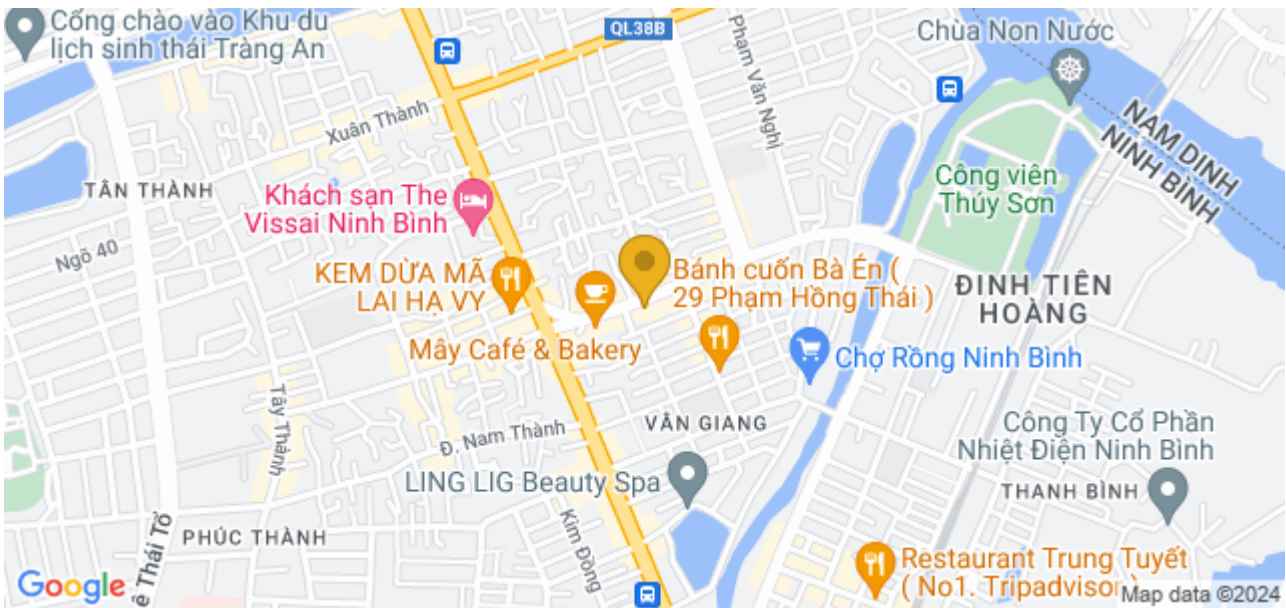 Cổng chào vào Khu du
lịch sinh thái Tràng An
QL38B
Phạm Văn Nghị
Chùa Non Nước
Xuân Thành
NAM DINH
NINH BÌNH
TÂN THÀNH
Khách sạn The
Vissai Ninh Bình
Công viên
Thúy Sơn
Ngõ 40
KEM DỪA MÃ
LAI HẠ VY
Bánh cuốn Bà Én (
29 Phạm Hồng Thái )
ĐINH TIÊN
HOÀNG
Mây Café & Bakery
Chợ Rồng Ninh Bình
Tây Thành
Đ. Nam Thành
VÂN GIANG
Công Ty Cổ Phần
Nhiệt Điện Ninh Bình
LING LIG Beauty Spa
THANH BÌNH
ê Thái Tổ
PHÚC THÀNH
Kim Đồng
Restaurant Trung Tuyết
( No1. Tripadvisor )
Google
Map data ©2024